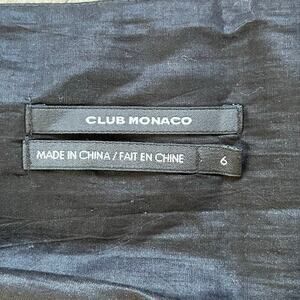 CLUB MONACO
MADE IN CHINA / FAIT EN CHINE 6